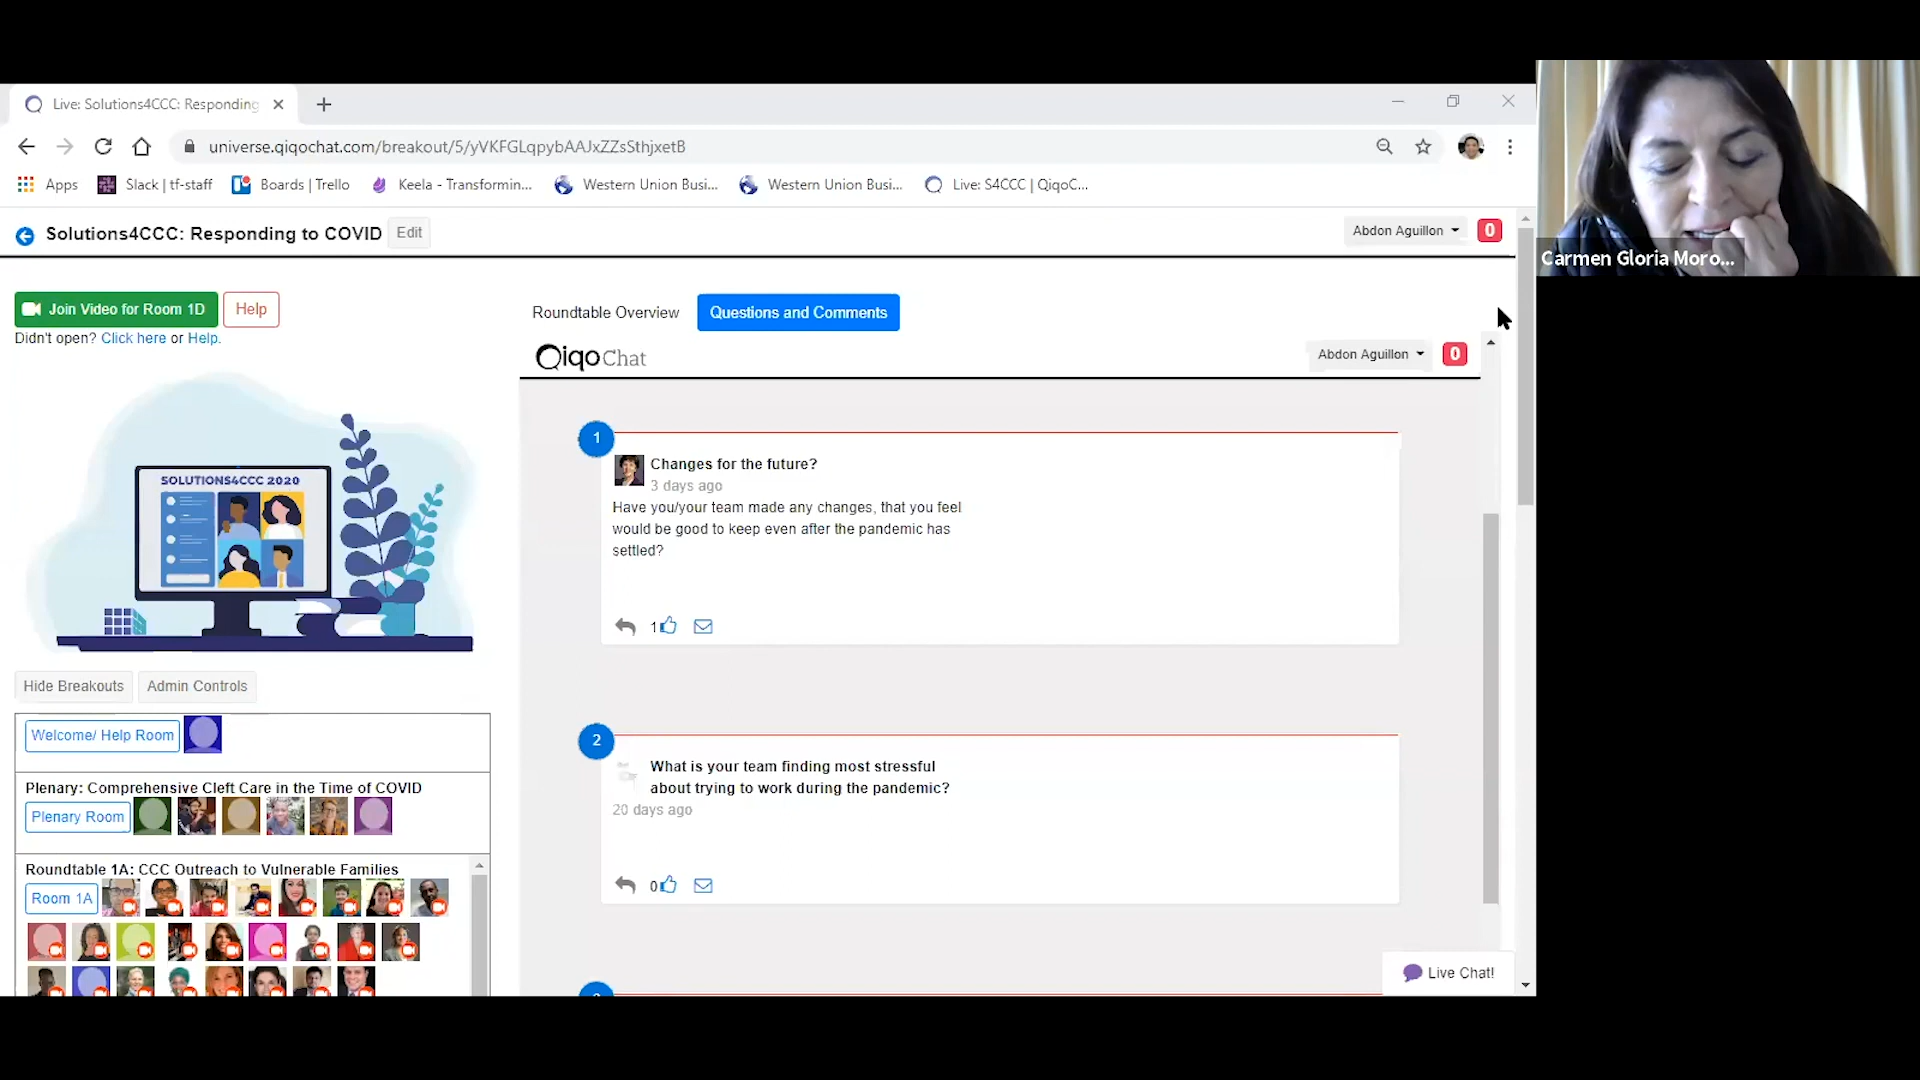 Live: Solutions4CCC: Responding
universe.qiqochat.com/breakout/5/yVKFGLqpybAAJxZZsSthjxetB
Apps
Slack | tf-staff
Boards | Trello
Keela - Transformin...
Western Union Busi...
Western Union Busi...
Live: S4CCC | QiqoC...
Solutions4CCC: Responding to COVID
Edit
Abdon Aguillon
0
Carmen Gloria Moro...
Join Video for Room 1D
Help
Didn't open? Click here or Help.
Roundtable Overview
Questions and Comments
QiqoChat
Abdon Aguillon
0
SOLUTIONS4CCC 2020
1
Changes for the future?
3 days ago
Have you/your team made any changes, that you feel
would be good to keep even after the pandemic has
settled?
1
2
What is your team finding most stressful
about trying to work during the pandemic?
20 days ago
0
Hide Breakouts
Admin Controls
Welcome/ Help Room
Plenary: Comprehensive Cleft Care in the Time of COVID
Plenary Room
Roundtable 1A: CCC Outreach to Vulnerable Families
Room 1A
Live Chat!